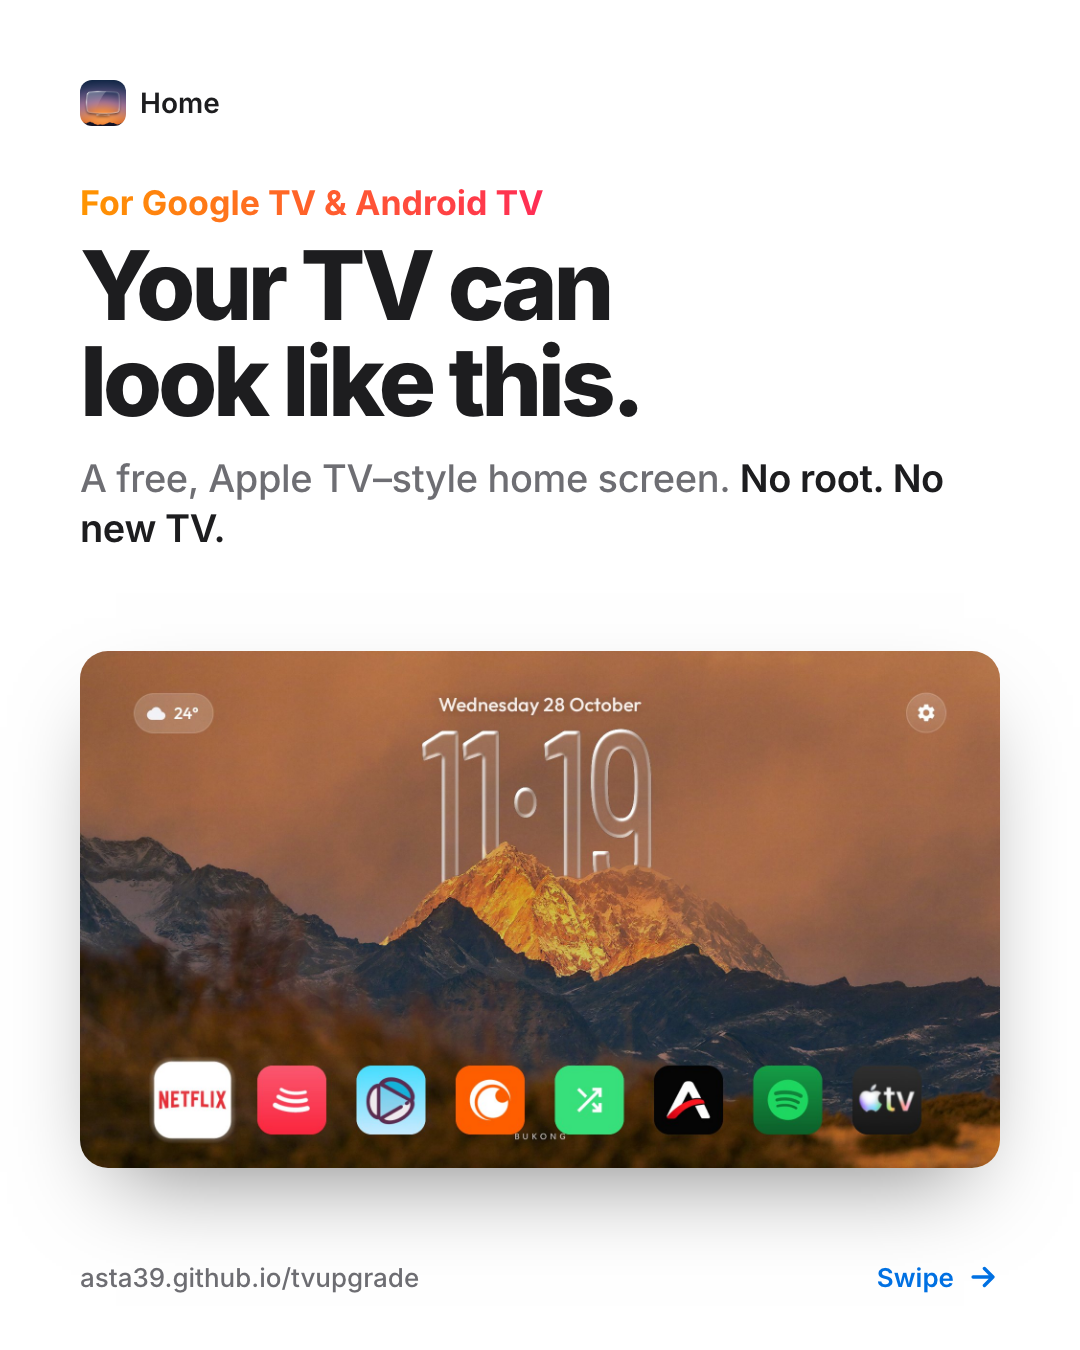 Home
For Google TV & Android TV
Your TV can
look like this.
A free, Apple TV–style home screen. No root. No
new TV.
24°
Wednesday 28 October
11:19
NETFLIX
tv
BUKONG
asta39.github.io/tvupgrade
Swipe →